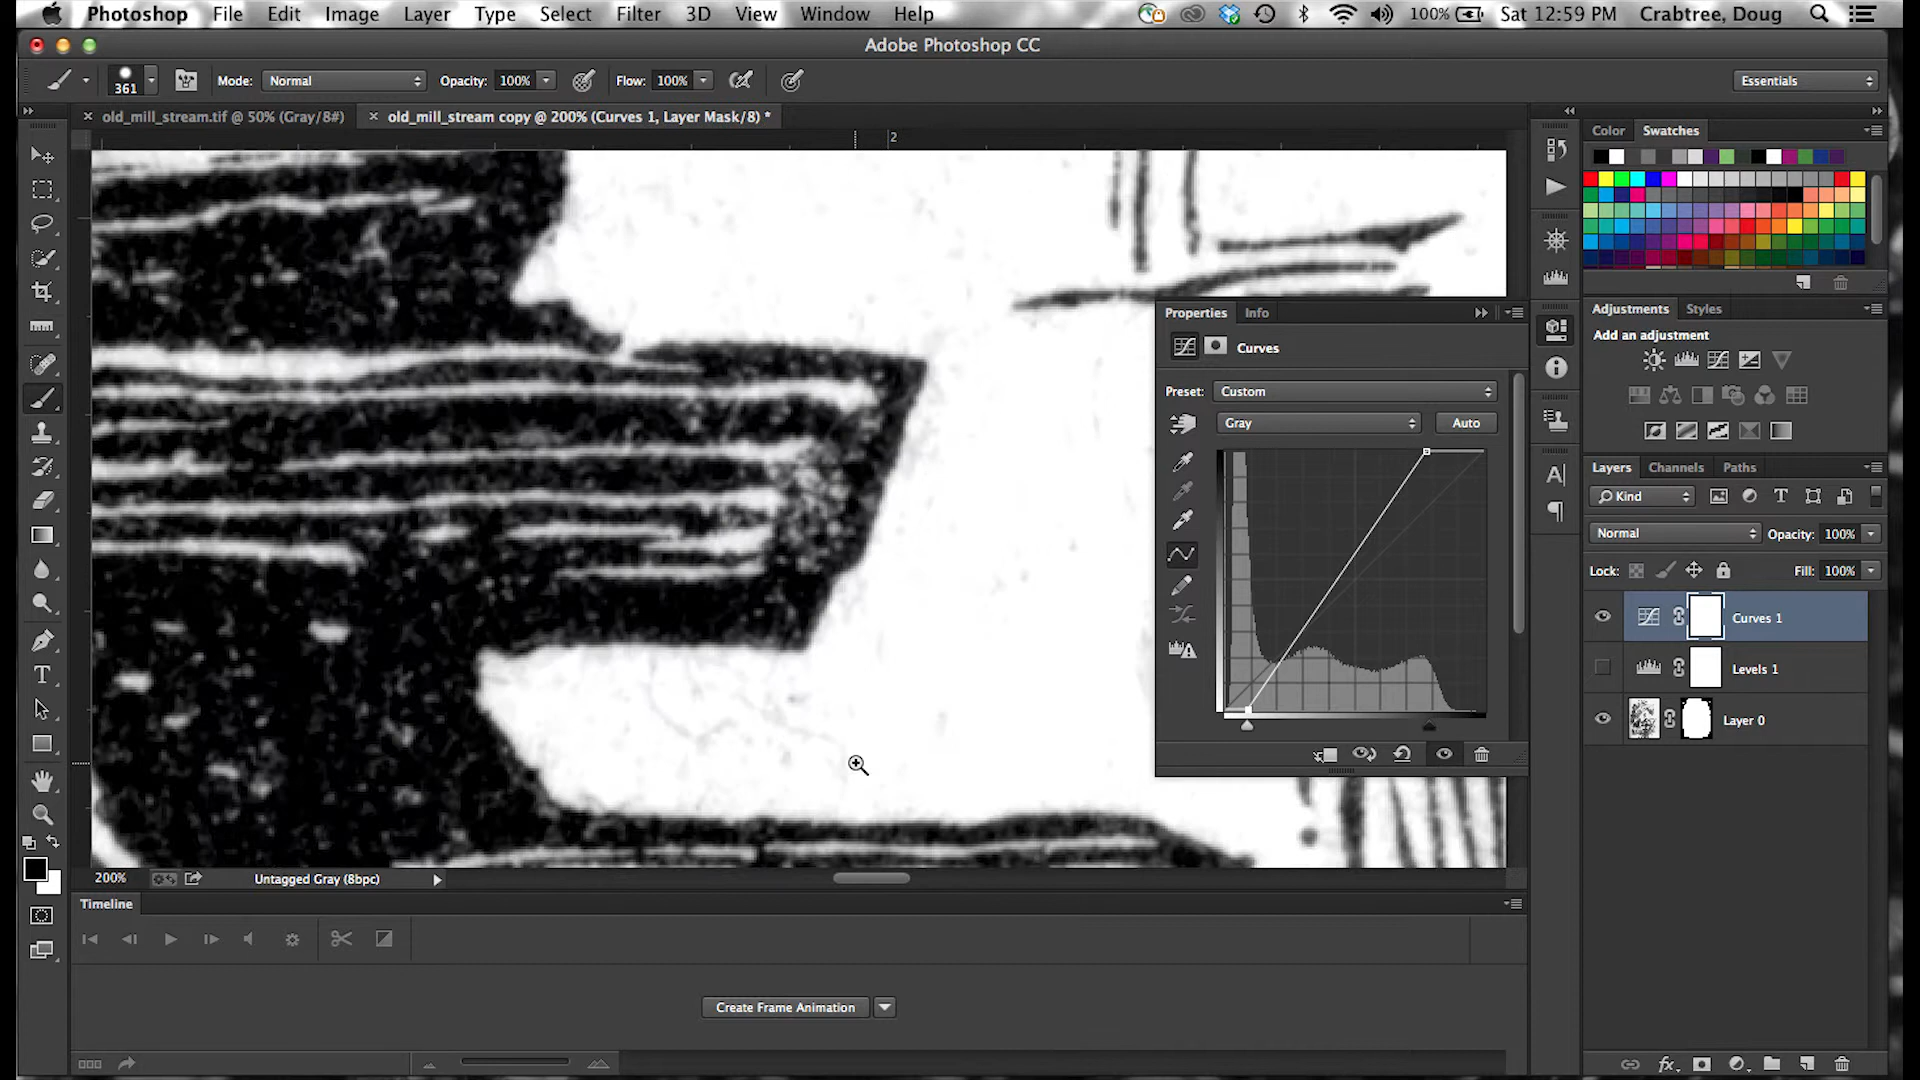 Photoshop File Edit Image Layer Type Select Filter 3D View Window Help 100% Sat 12:59 PM Crabtree, Doug
Adobe Photoshop CC
361 Mode: Normal Opacity: 100% Flow: 100% Essentials
old_mill_stream.tif @ 50% (Gray/8#) old_mill_stream copy @ 200% (Curves 1, Layer Mask/8) *
2
Color Swatches
Properties Info
Curves
Preset: Custom
Gray Auto
Adjustments Styles
Add an adjustment
Layers Channels Paths
Kind
Normal Opacity: 100%
Lock: Fill: 100%
Curves 1
Levels 1
Layer 0
200% Untagged Gray (8bpc)
Timeline
Create Frame Animation